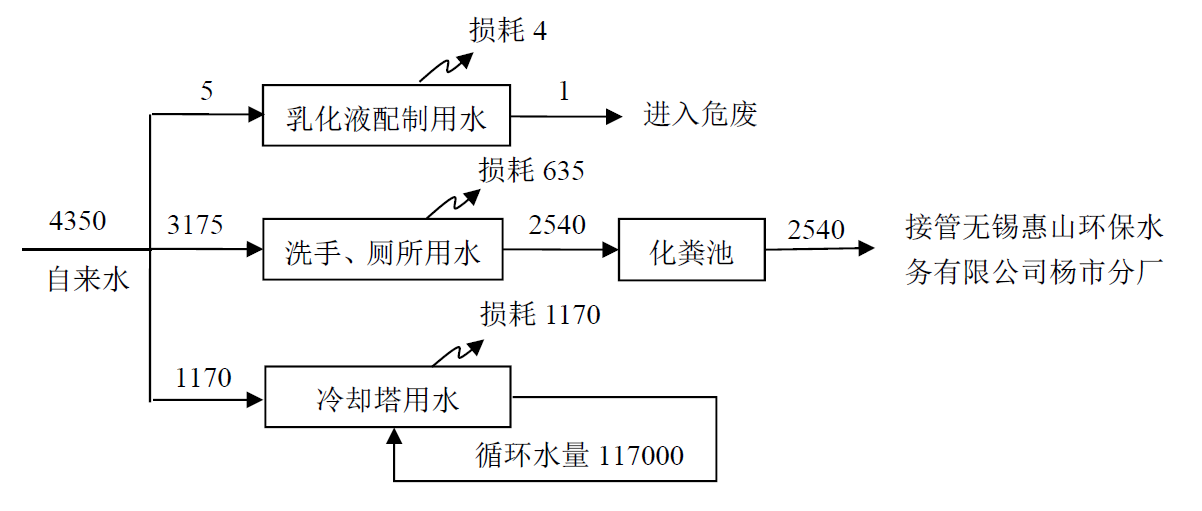 损耗 4
5
乳化液配制用水
1
进入危废
损耗 635
4350
3175
洗手、厕所用水
2540
化粪池
2540
接管无锡惠山环保水
务有限公司杨市分厂
自来水
损耗 1170
1170
冷却塔用水
循环水量 117000